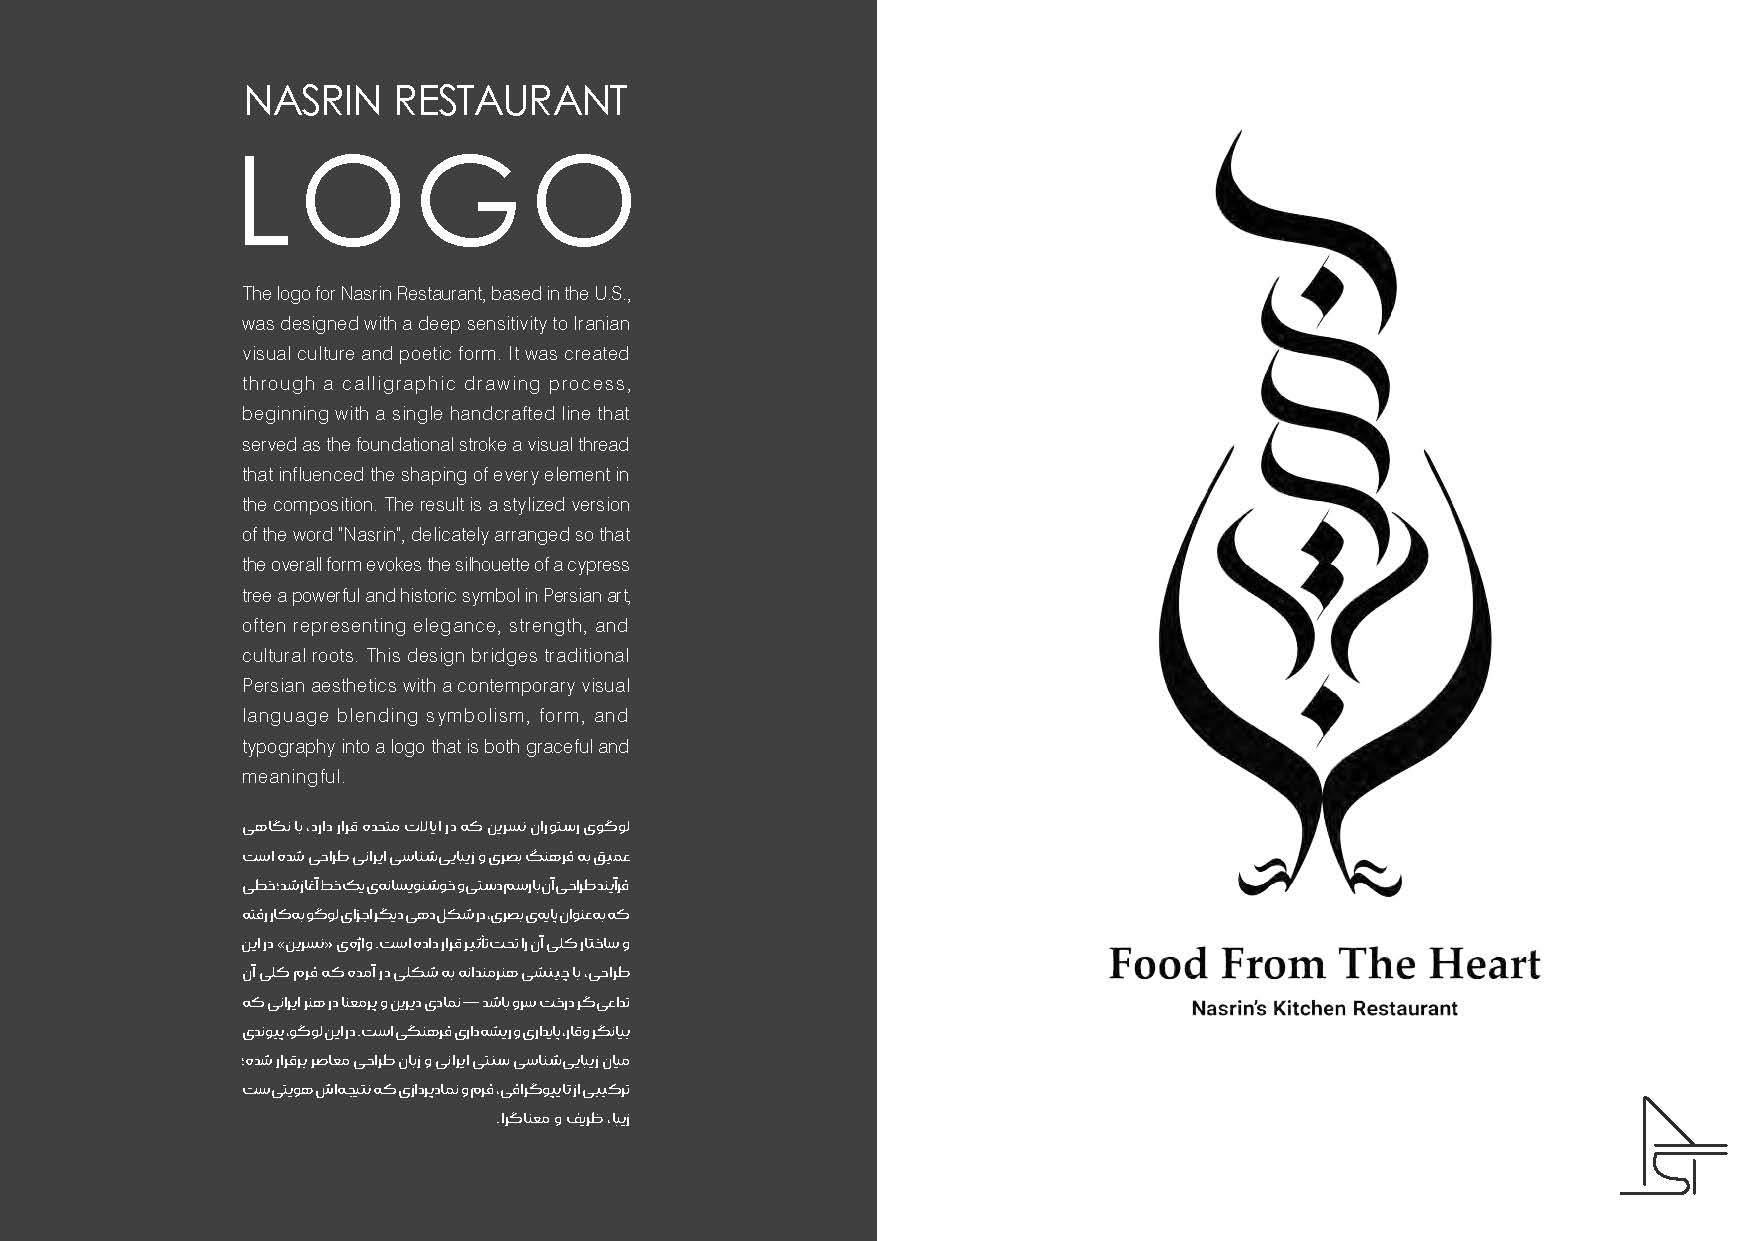 NASRIN RESTAURANT
LOGO
The logo for Nasrin Restaurant, based in the U.S.,
was designed with a deep sensitivity to Iranian
visual culture and poetic form. It was created
through a calligraphic drawing process,
beginning with a single handcrafted line that
served as the foundational stroke a visual thread
that influenced the shaping of every element in
the composition. The result is a stylized version
of the word "Nasrin", delicately arranged so that
the overall form evokes the silhouette of a cypress
tree a powerful and historic symbol in Persian art,
often representing elegance, strength, and
cultural roots. This design bridges traditional
Persian aesthetics with a contemporary visual
language blending symbolism, form, and
typography into a logo that is both graceful and
meaningful.
لوگوی رستوران نسرین که در ایالات متحده قرار دارد، با نگاهی
عمیق به فرهنگ بصری و زیبایی‌شناسی ایرانی طراحی شده است
فرآیند طراحی آن با رسم دستی و خوشنویسانه‌ی یک خط آغاز شد؛ خطی
که به‌عنوان پایه‌ی بصری، در شکل‌دهی دیگر اجزای لوگو به‌کار رفته
و ساختار کلی آن را تحت تأثیر قرار داده است. واژه‌ی «نسرین» در این
طراحی، با چینشی هنرمندانه به شکلی در آمده که فرم کلی آن
تداعی‌گر درخت سرو باشد — نمادی دیرین و پرمعنا در هنر ایرانی که
بیانگر وقار، پایداری و ریشه‌داری فرهنگی است. در این لوگو، پیوندی
میان زیبایی‌شناسی سنتی ایرانی و زبان طراحی معاصر برقرار شده؛
ترکیبی از تایپوگرافی، فرم و نمادپردازی که نتیجه‌اش هویتی‌ست
زیبا، ظریف و معناگرا.
نسرین
Food From The Heart
Nasrin’s Kitchen Restaurant